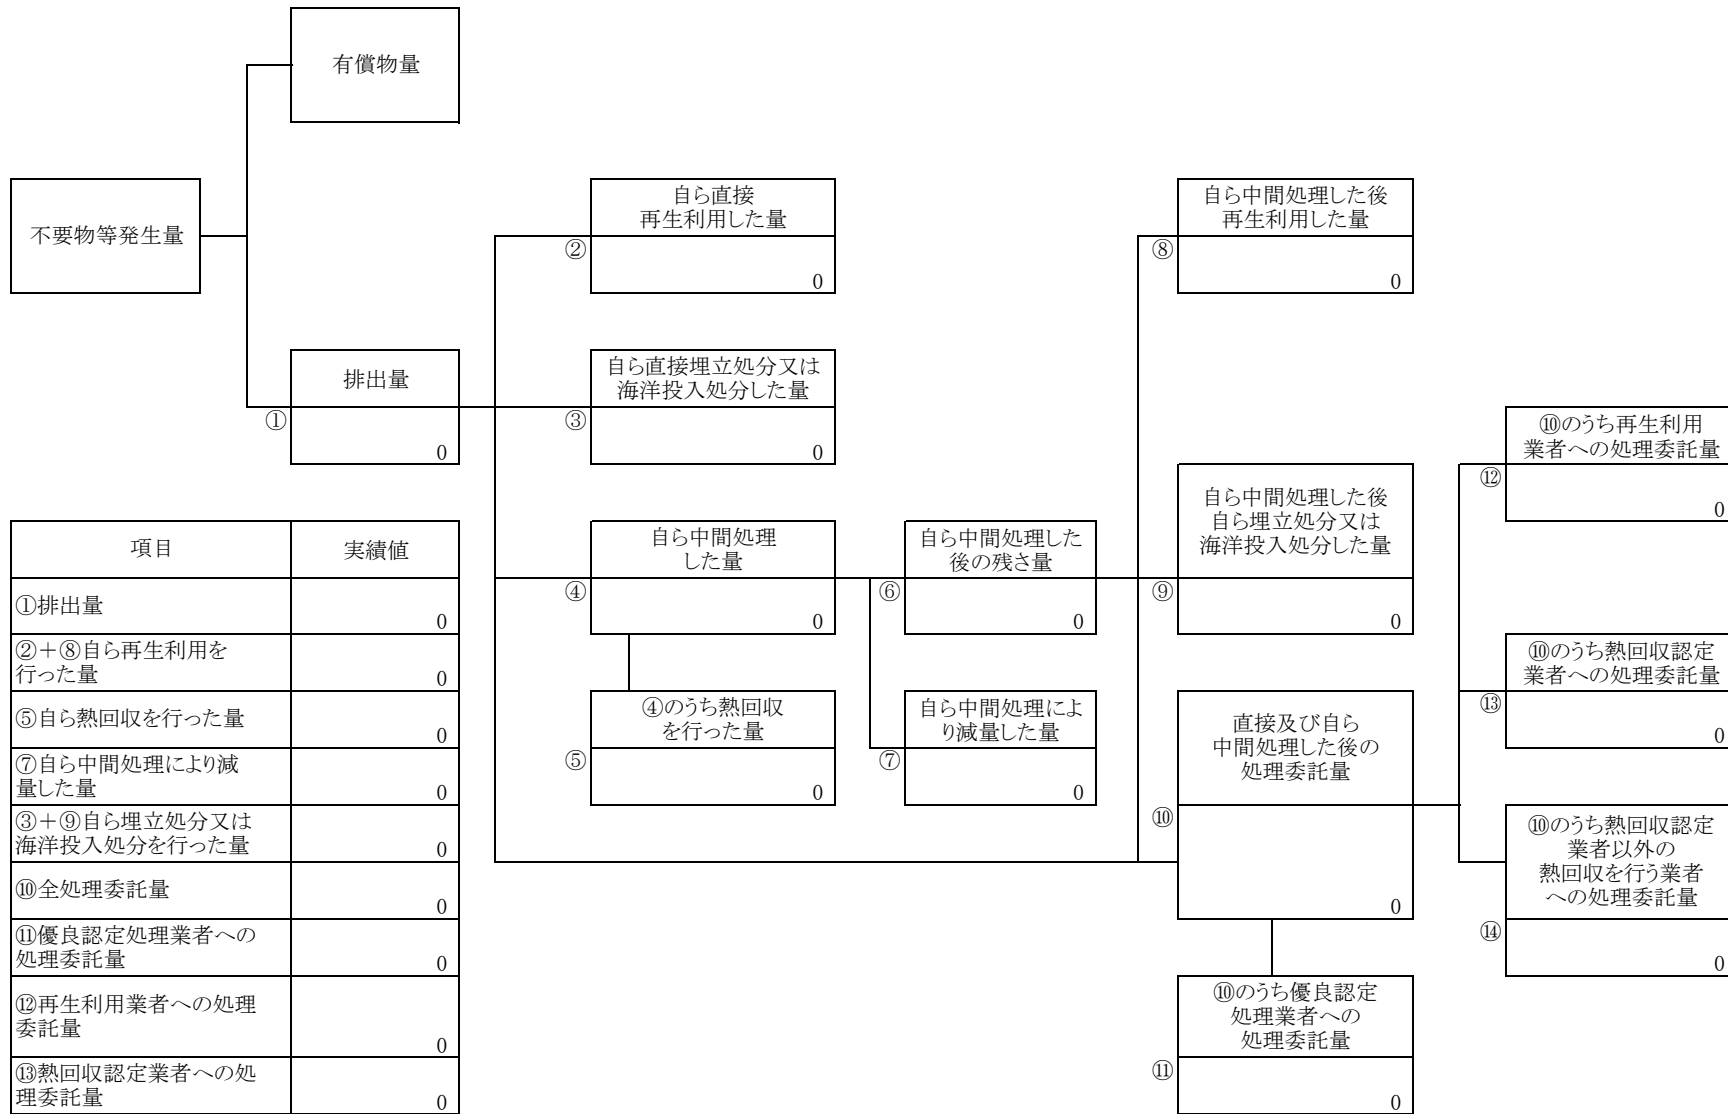 有償物量
不要物等発生量
自ら直接
再生利用した量
②
0
自ら中間処理した後
再生利用した量
⑧
0
排出量
①
0
自ら直接埋立処分又は
海洋投入処分した量
③
0
⑩のうち再生利用
業者への処理委託量
⑫
0
自ら中間処理
した量
④
0
自ら中間処理した
後の残さ量
⑥
0
自ら中間処理した後
自ら埋立処分又は
海洋投入処分した量
⑨
0
⑩のうち熱回収認定
業者への処理委託量
⑬
0
④のうち熱回収
を行った量
⑤
0
自ら中間処理によ
り減量した量
⑦
0
直接及び自ら
中間処理した後の
処理委託量
⑩
0
⑩のうち熱回収認定
業者以外の
熱回収を行う業者
への処理委託量
⑭
0
⑩のうち優良認定
処理業者への
処理委託量
⑪
0
項目 実績値
①排出量
0
②＋⑧自ら再生利用を
行った量
0
⑤自ら熱回収を行った量
0
⑦自ら中間処理により減
量した量
0
③＋⑨自ら埋立処分又は
海洋投入処分を行った量
0
⑩全処理委託量
0
⑪優良認定処理業者への
処理委託量
0
⑫再生利用業者への処理
委託量
0
⑬熱回収認定業者への処
理委託量
0